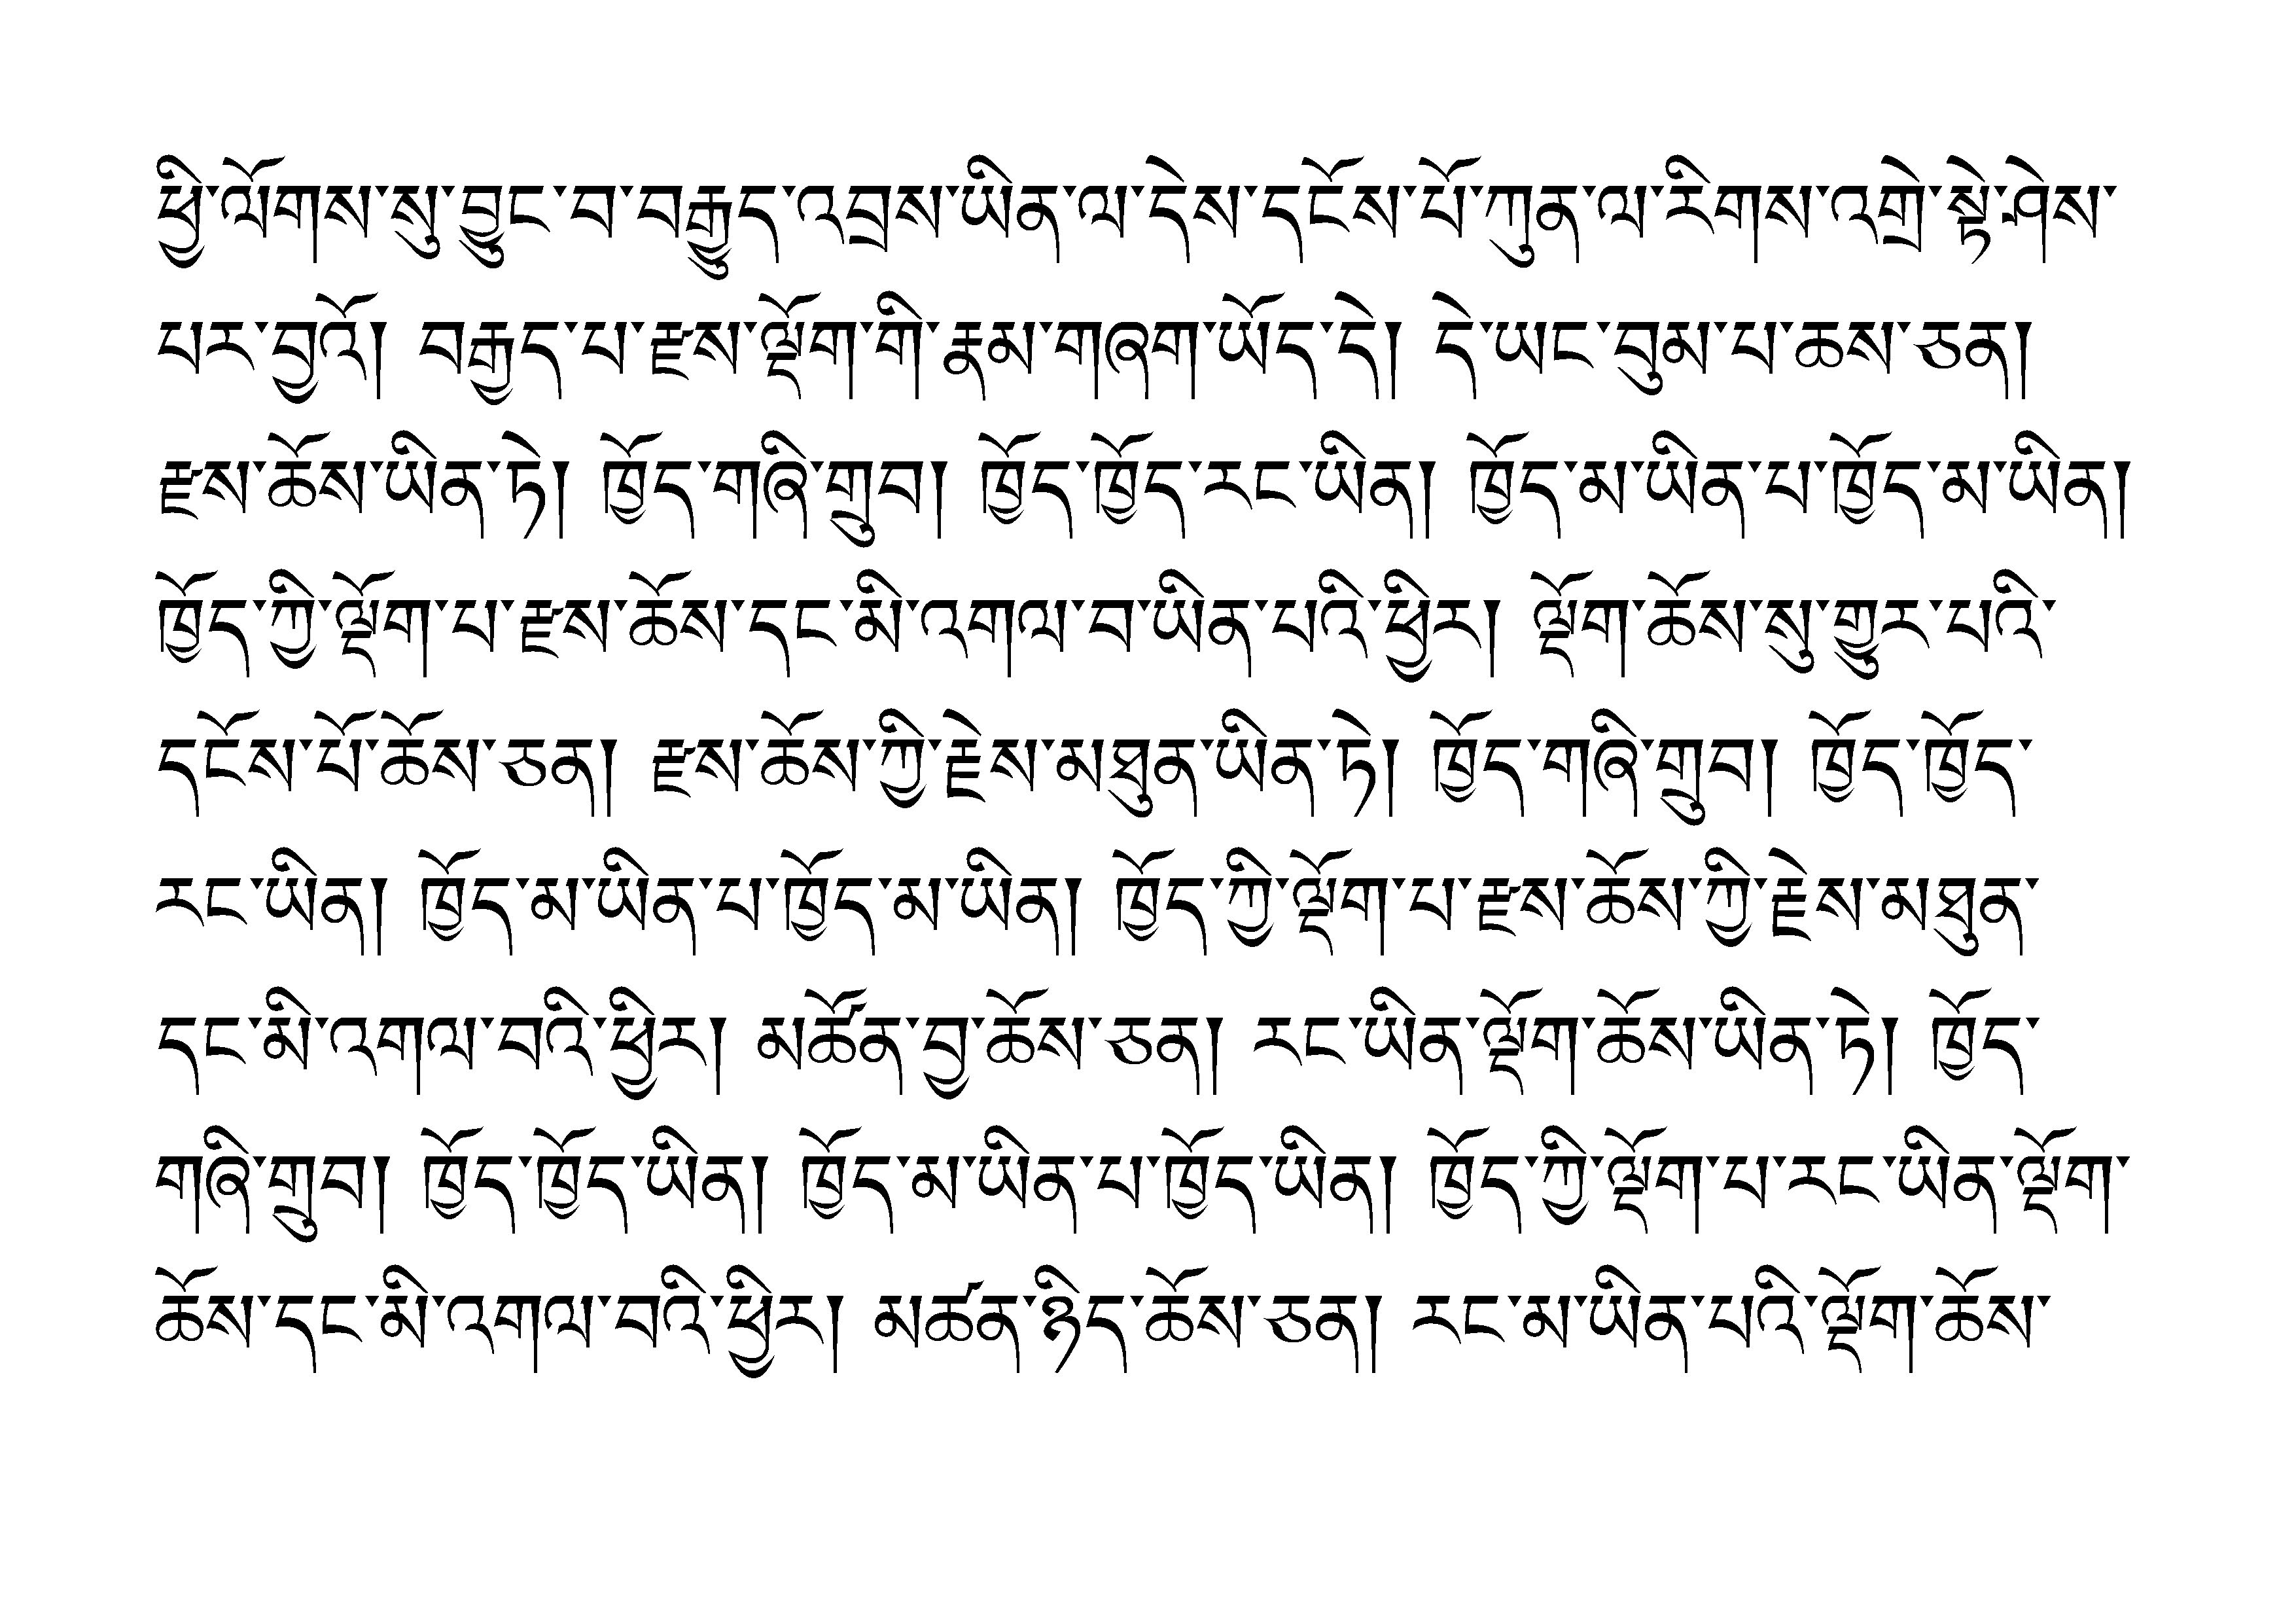 ཕྱི་ལོགས་སུ་བྱུང་བ་བརྒྱུད་འབྲས་ཡིན་ལ་དེས་དངོས་པོ་ཀུན་ལ་རིགས་འགྲེ་སྟེ་ཤེས་
པར་བྱའོ། བརྒྱད་པ་རྫས་ལྡོག་གི་རྣམ་གཞག་ཡོད་དེ། དེ་ཡང་བུམ་པ་ཆས་ཅན།
རྫས་ཆོས་ཡིན་ཏེ། ཁྱོད་གཞི་གྲུབ། ཁྱོད་ཁྱོད་རང་ཡིན། ཁྱོད་མ་ཡིན་པ་ཁྱོད་མ་ཡིན།
ཁྱོད་ཀྱི་ལྡོག་པ་རྫས་ཆོས་དང་མི་འགལ་བ་ཡིན་པའི་ཕྱིར། ལྡོག་ཆོས་སུ་གྱུར་པའི་
དངོས་པོ་ཆོས་ཅན། རྫས་ཆོས་ཀྱི་རྗེས་མཐུན་ཡིན་ཏེ། ཁྱོད་གཞི་གྲུབ། ཁྱོད་ཁྱོད་
རང་ཡིན། ཁྱོད་མ་ཡིན་པ་ཁྱོད་མ་ཡིན། ཁྱོད་ཀྱི་ལྡོག་པ་རྫས་ཆོས་ཀྱི་རྗེས་མཐུན་
དང་མི་འགལ་བའི་ཕྱིར། མཚོན་བྱ་ཆོས་ཅན། རང་ཡིན་ལྡོག་ཆོས་ཡིན་ཏེ། ཁྱོད་
གཞི་གྲུབ། ཁྱོད་ཁྱོད་ཡིན། ཁྱོད་མ་ཡིན་པ་ཁྱོད་ཡིན། ཁྱོད་ཀྱི་ལྡོག་པ་རང་ཡིན་ལྡོག་
ཆོས་དང་མི་འགལ་བའི་ཕྱིར། མཚན་ཉིད་ཆོས་ཅན། རང་མ་ཡིན་པའི་ལྡོག་ཆོས་